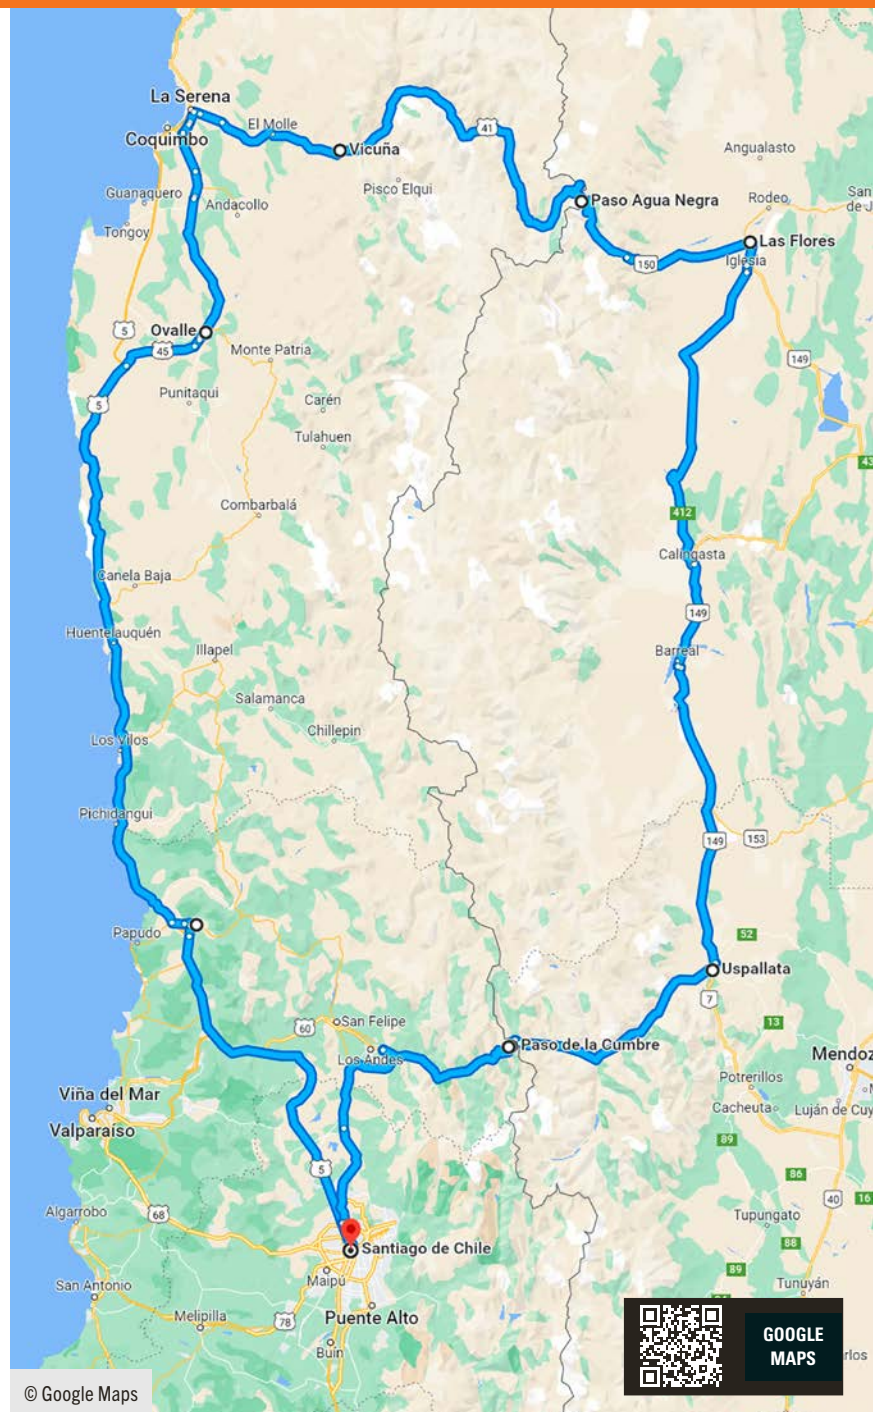 La Serena
Coquimbo
El Molle
Vicuña
41
Angualasto
Pisco Elqui
Paso Agua Negra
Rodeo
San
de J
Guanaquero
Andacollo
Tongoy
Las Flores
Iglesia
150
5
Ovalle
45
Monte Patria
149
Punitaqui
Carén
5
Tulahuen
43
Combarbalá
412
Calingasta
Canela Baja
149
Huentelauquén
Illapel
Barreal
Salamanca
Chillepin
Los Vilos
Pichidangui
149
153
Papudo
52
Uspallata
7
60
San Felipe
13
Los Andes
Paso de la Cumbre
Mendoz
Potrerillos
Viña del Mar
Cacheuta
Luján de Cuy
Valparaíso
89
5
86
40
16
Algarrobo
68
Tupungato
88
Santiago de Chile
89
Maipú
San Antonio
Tunuyán
Melipilla
78
Puente Alto
Buin
GOOGLE
MAPS
rlos
© Google Maps